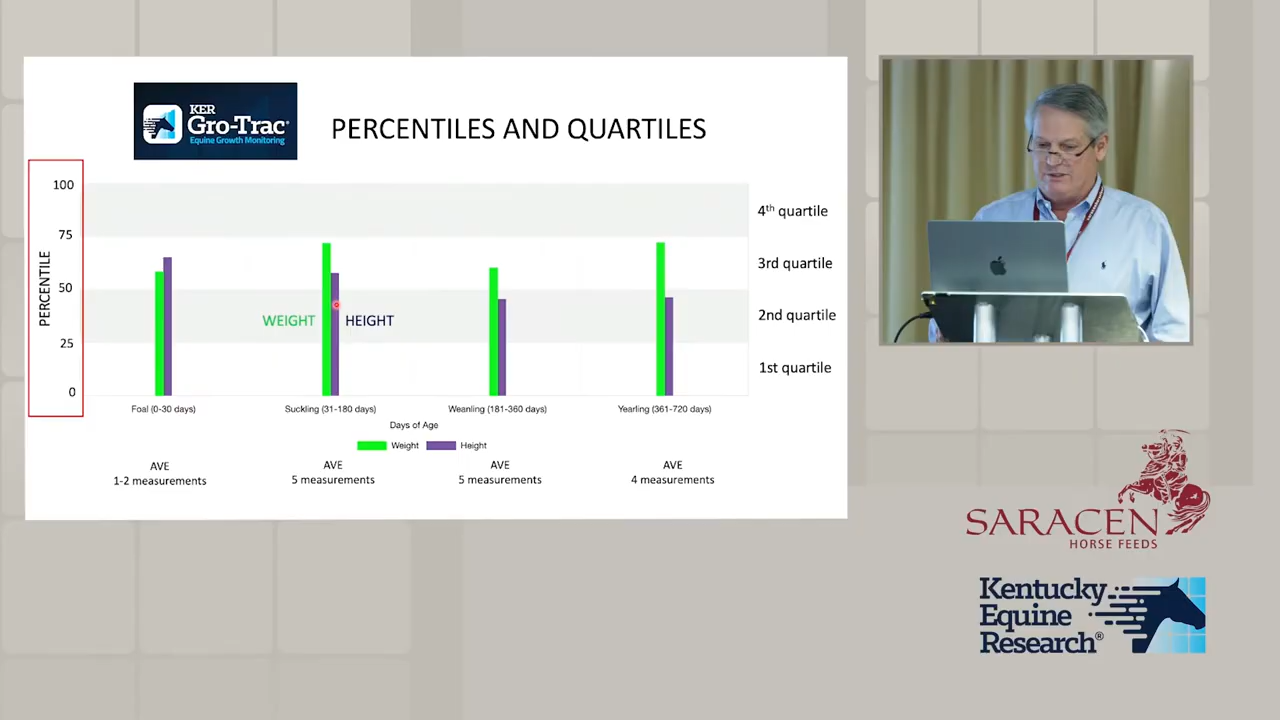 KER
Gro-Trac®
Equine Growth Monitoring
PERCENTILES AND QUARTILES
PERCENTILE
100
75
50
25
0
4th quartile
3rd quartile
2nd quartile
1st quartile
WEIGHT
HEIGHT
Foal (0-30 days)
Suckling (31-180 days)
Weanling (181-360 days)
Yearling (361-720 days)
Days of Age
Weight
Height
AVE
1-2 measurements
AVE
5 measurements
AVE
5 measurements
AVE
4 measurements
SARACEN
HORSE FEEDS
Kentucky
Equine
Research®